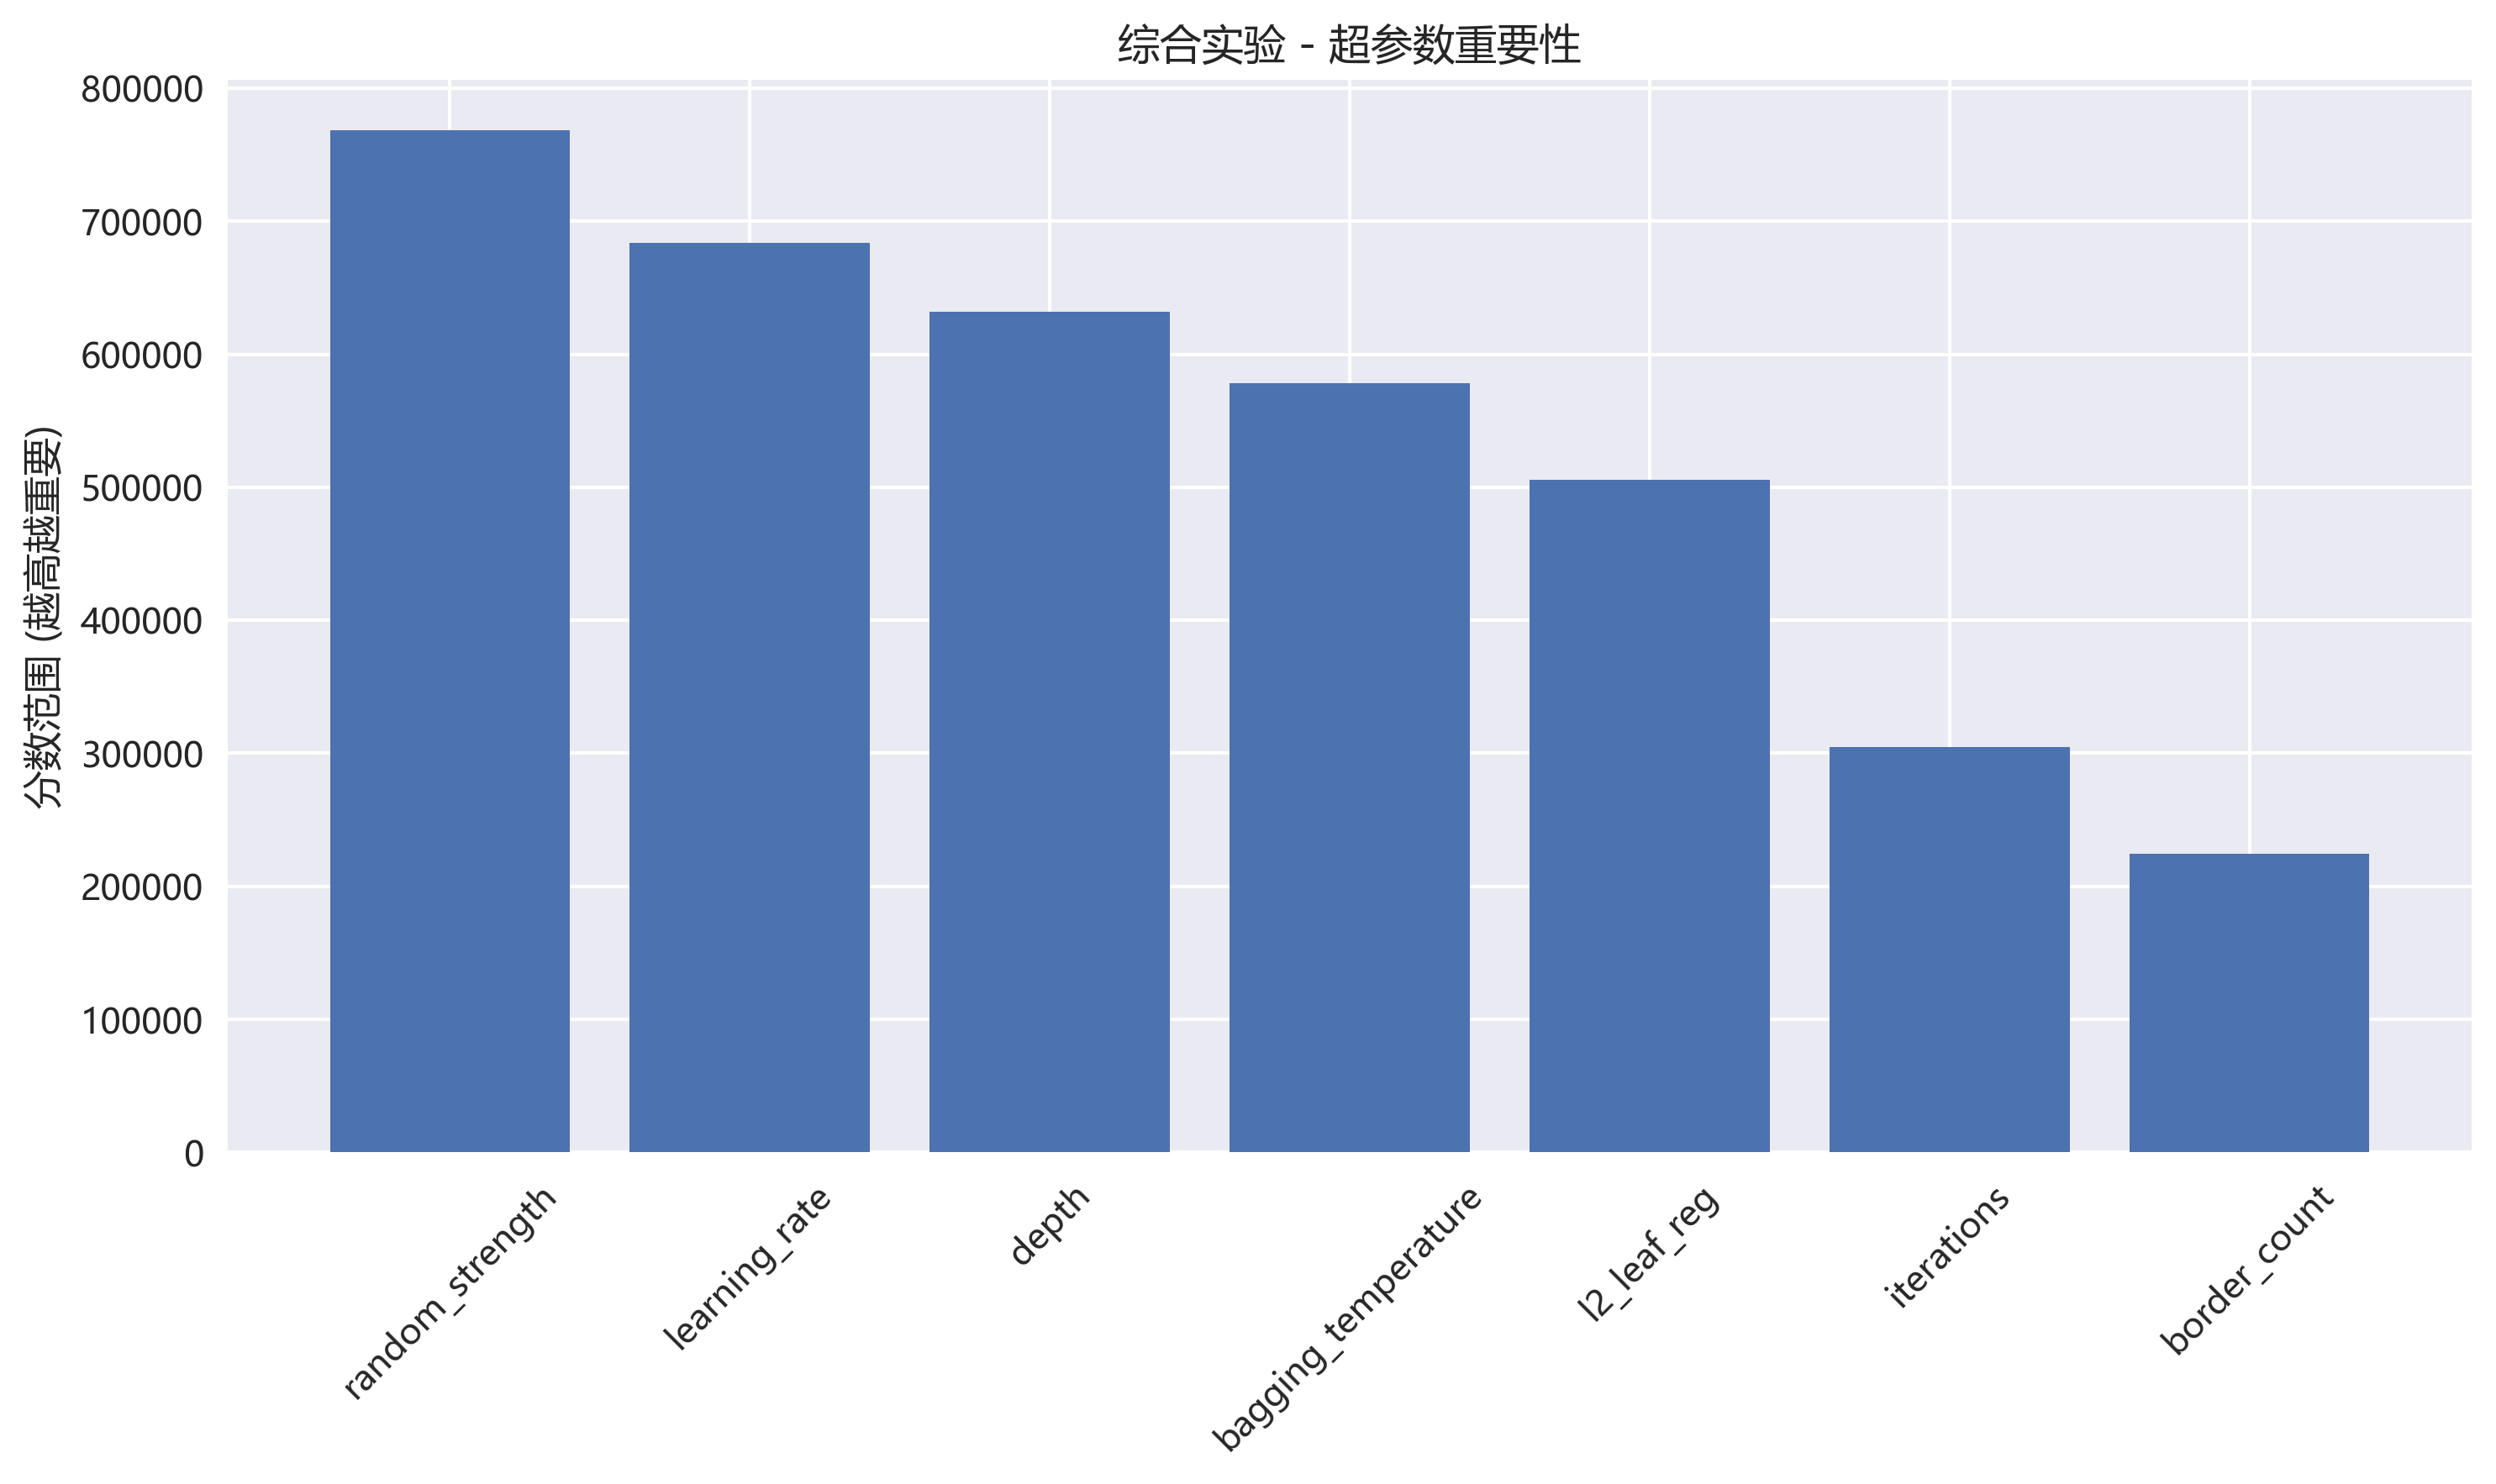 综合实验 - 超参数重要性
分数范围 (越高越重要)
800000
700000
600000
500000
400000
300000
200000
100000
0
random_strength
learning_rate
depth
bagging_temperature
l2_leaf_reg
iterations
border_count